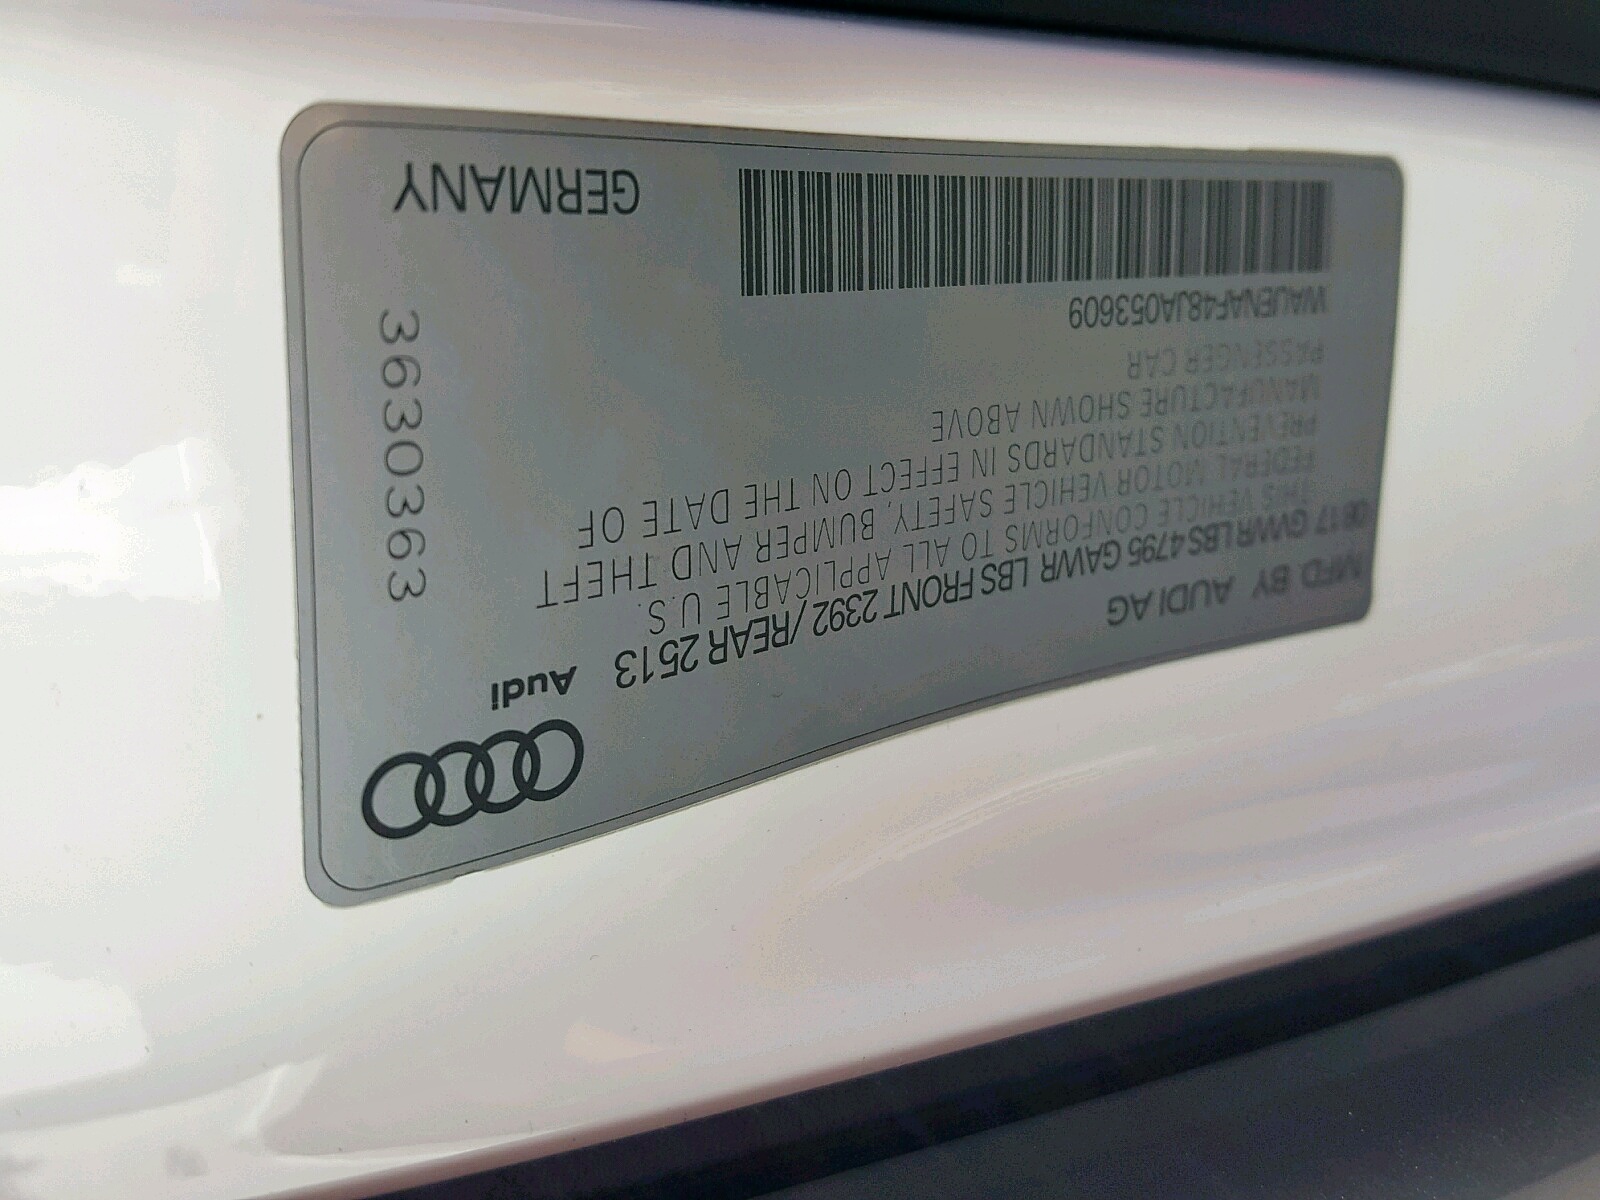 Audi
MFD. BY AUDI AG
0817 GVWR LBS 4795 GAWR LBS FRONT 2392 / REAR 2513
THIS VEHICLE CONFORMS TO ALL APPLICABLE U.S.
FEDERAL MOTOR VEHICLE SAFETY, BUMPER AND THEFT
PREVENTION STANDARDS IN EFFECT ON THE DATE OF
MANUFACTURE SHOWN ABOVE
PASSENGER CAR
WAUENAF48JA053609
GERMANY
3630363